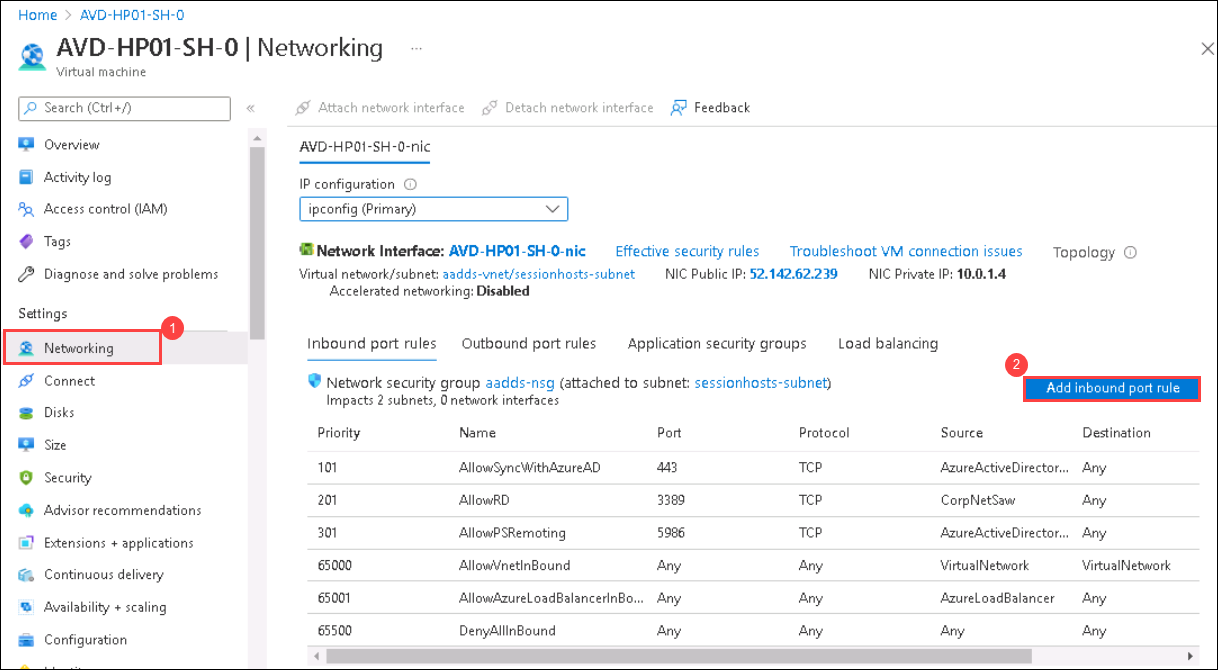 Home > AVD-HP01-SH-0
AVD-HP01-SH-0 | Networking ...
Virtual machine
Search (Ctrl+/)
«
Overview
Activity log
Access control (IAM)
Tags
Diagnose and solve problems
Settings
1
Networking
Connect
Disks
Size
Security
Advisor recommendations
Extensions + applications
Continuous delivery
Availability + scaling
Configuration
Attach network interface Detach network interface Feedback
AVD-HP01-SH-0-nic
IP configuration
ipconfig (Primary)
Network Interface: AVD-HP01-SH-0-nic Effective security rules Troubleshoot VM connection issues Topology
Virtual network/subnet: aadds-vnet/sessionhosts-subnet NIC Public IP: 52.142.62.239 NIC Private IP: 10.0.1.4
Accelerated networking: Disabled
Inbound port rules Outbound port rules Application security groups Load balancing
2
Network security group aadds-nsg (attached to subnet: sessionhosts-subnet)
Impacts 2 subnets, 0 network interfaces
Add inbound port rule
Priority Name Port Protocol Source Destination
101 AllowSyncWithAzureAD 443 TCP AzureActiveDirector... Any
201 AllowRD 3389 TCP CorpNetSaw Any
301 AllowPSRemoting 5986 TCP AzureActiveDirector... Any
65000 AllowVnetInBound Any Any VirtualNetwork VirtualNetwork
65001 AllowAzureLoadBalancerInBo... Any Any AzureLoadBalancer Any
65500 DenyAllInBound Any Any Any Any